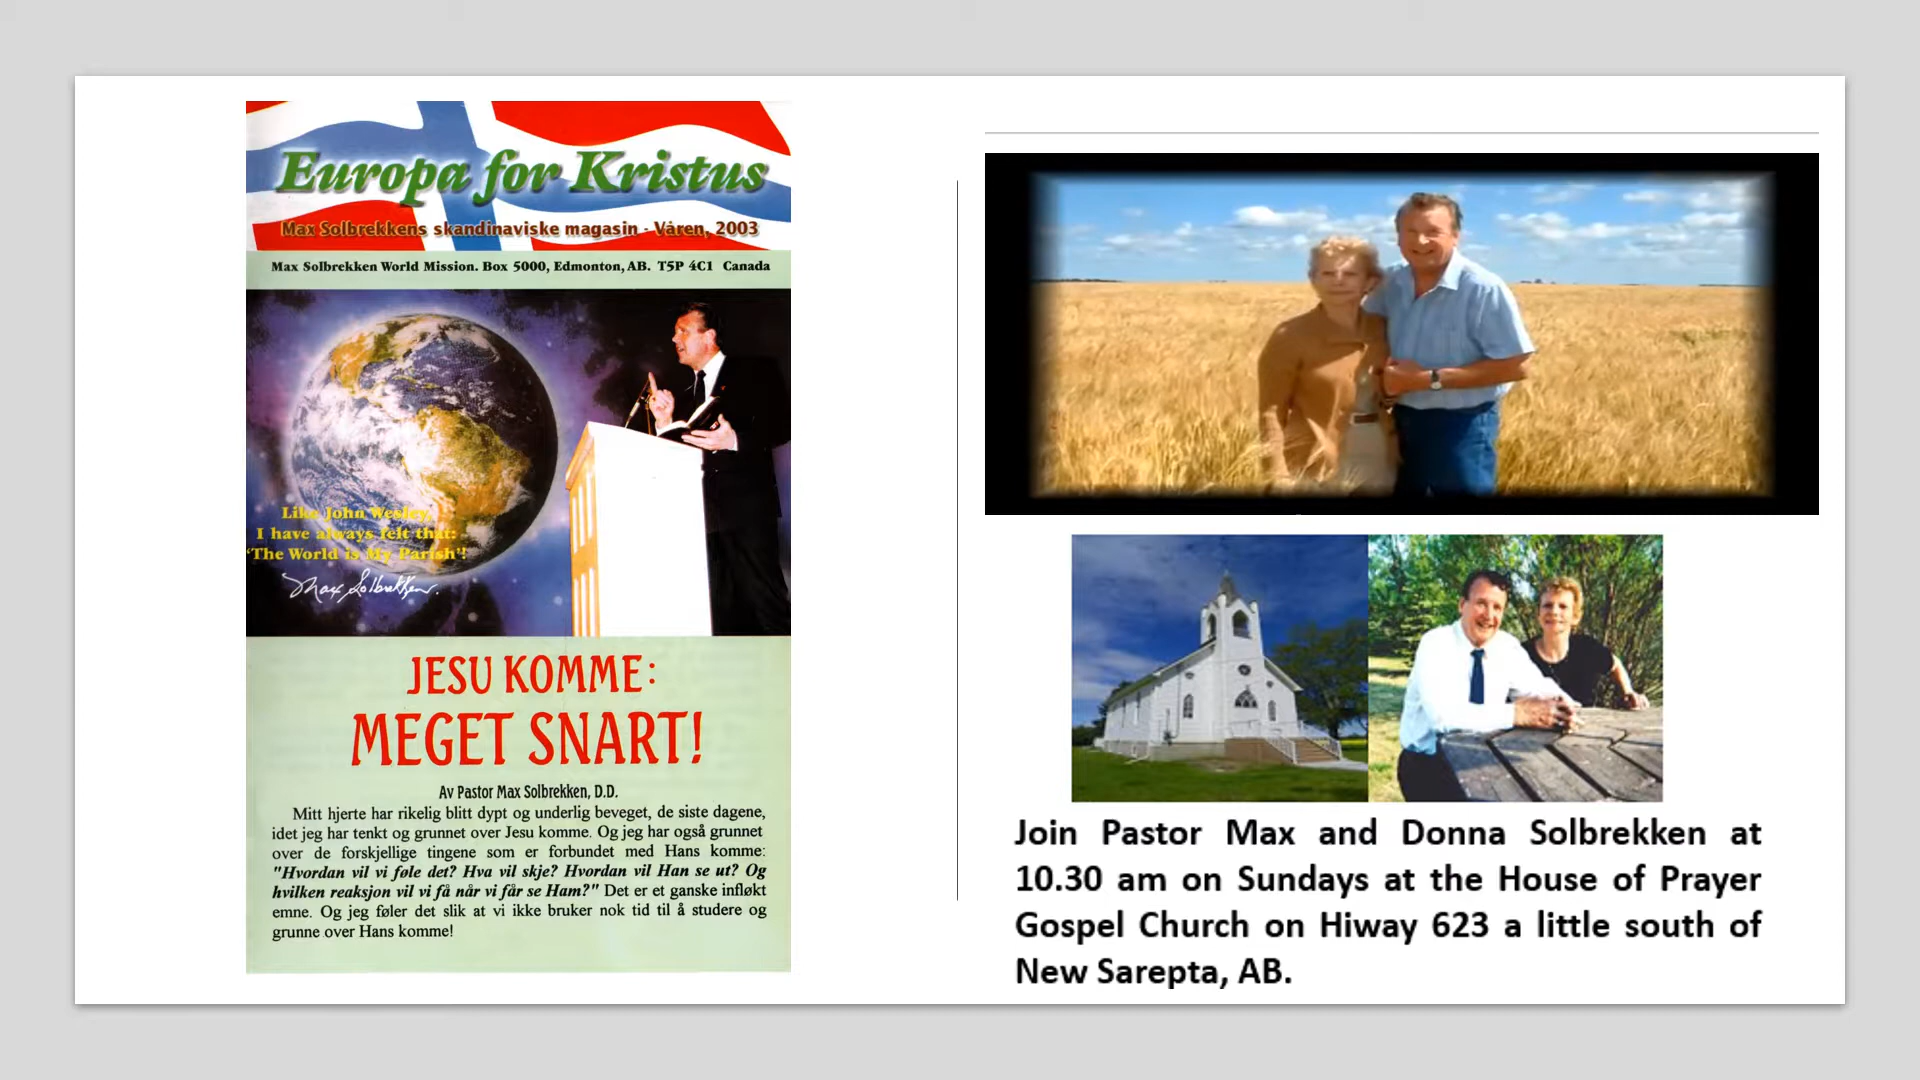 Europa for Kristus
Max Solbrekkens skandinaviske magasin - Våren, 2003
Max Solbrekken World Mission. Box 5000, Edmonton, AB. T5P 4C1 Canada
Like John Wesley,
I have always felt that:
'The World is My Parish'!
Max Solbrekken.
JESU KOMME:
MEGET SNART!
Av Pastor Max Solbrekken, D.D.
Mitt hjerte har rikelig blitt dypt og underlig beveget, de siste dagene,
idet jeg har tenkt og grunnet over Jesu komme. Og jeg har også grunnet
over de forskjellige tingene som er forbundet med Hans komme:
"Hvordan vil vi føle det? Hva vil skje? Hvordan vil Han se ut? Og
hvilken reaksjon vil vi få når vi får se Ham?" Det er et ganske infløkt
emne. Og jeg føler det slik at vi ikke bruker nok tid til å studere og
grunne over Hans komme!
Join Pastor Max and Donna Solbrekken at
10.30 am on Sundays at the House of Prayer
Gospel Church on Hiway 623 a little south of
New Sarepta, AB.